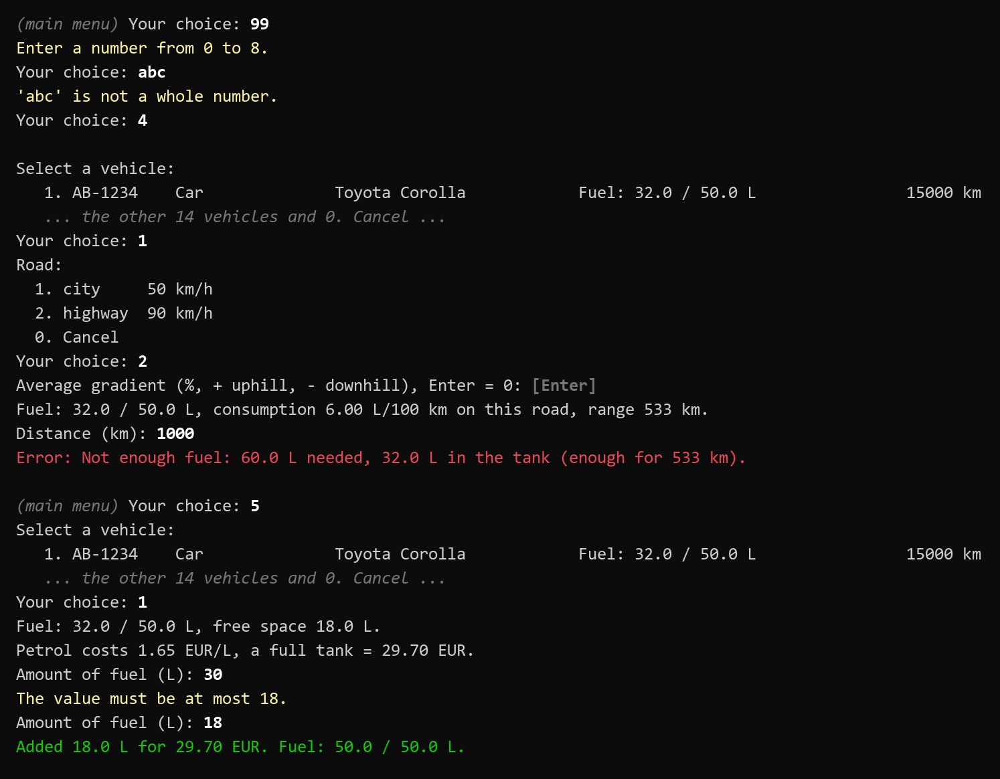 (main menu) Your choice: 99
Enter a number from 0 to 8.
Your choice: abc
'abc' is not a whole number.
Your choice: 4
Select a vehicle:
1. AB-1234    Car              Toyota Corolla            Fuel: 32.0 / 50.0 L                15000 km
... the other 14 vehicles and 0. Cancel ...
Your choice: 1
Road:
1. city     50 km/h
2. highway  90 km/h
0. Cancel
Your choice: 2
Average gradient (%, + uphill, - downhill), Enter = 0: [Enter]
Fuel: 32.0 / 50.0 L, consumption 6.00 L/100 km on this road, range 533 km.
Distance (km): 1000
Error: Not enough fuel: 60.0 L needed, 32.0 L in the tank (enough for 533 km).
(main menu) Your choice: 5
Select a vehicle:
1. AB-1234    Car              Toyota Corolla            Fuel: 32.0 / 50.0 L                15000 km
... the other 14 vehicles and 0. Cancel ...
Your choice: 1
Fuel: 32.0 / 50.0 L, free space 18.0 L.
Petrol costs 1.65 EUR/L, a full tank = 29.70 EUR.
Amount of fuel (L): 30
The value must be at most 18.
Amount of fuel (L): 18
Added 18.0 L for 29.70 EUR. Fuel: 50.0 / 50.0 L.